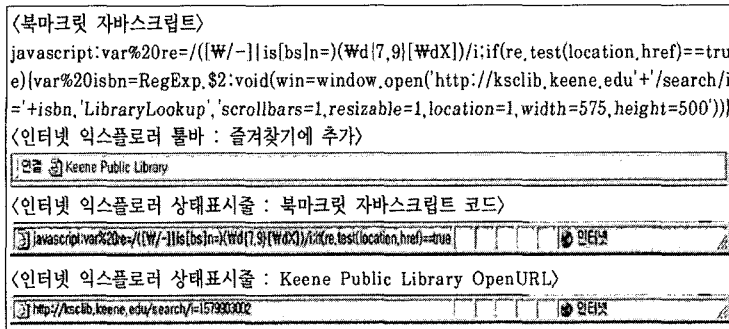 〈북마크릿 자바스크립트〉
javascript:var%20re=/([₩/-]|is[bs]n=)(₩d{7,9}[₩dX])/i;if(re.test(location.href)==tru
e){var%20isbn=RegExp.$2;void(win=window.open('http://ksclib.keene.edu'+'/search/i
='+isbn,'LibraryLookup','scrollbars=1,resizable=1,location=1,width=575,height=500'))}
〈인터넷 익스플로러 툴바 : 즐겨찾기에 추가〉
연결 Keene Public Library
〈인터넷 익스플로러 상태표시줄 : 북마크릿 자바스크립트 코드〉
javascript:var%20re=/([₩/-]|is[bs]n=)(₩d{7,9}[₩dX])/i;if(re.test(location.href)==true 인터넷
〈인터넷 익스플로러 상태표시줄 : Keene Public Library OpenURL〉
http://ksclib.keene.edu/search/i=1579903002 인터넷